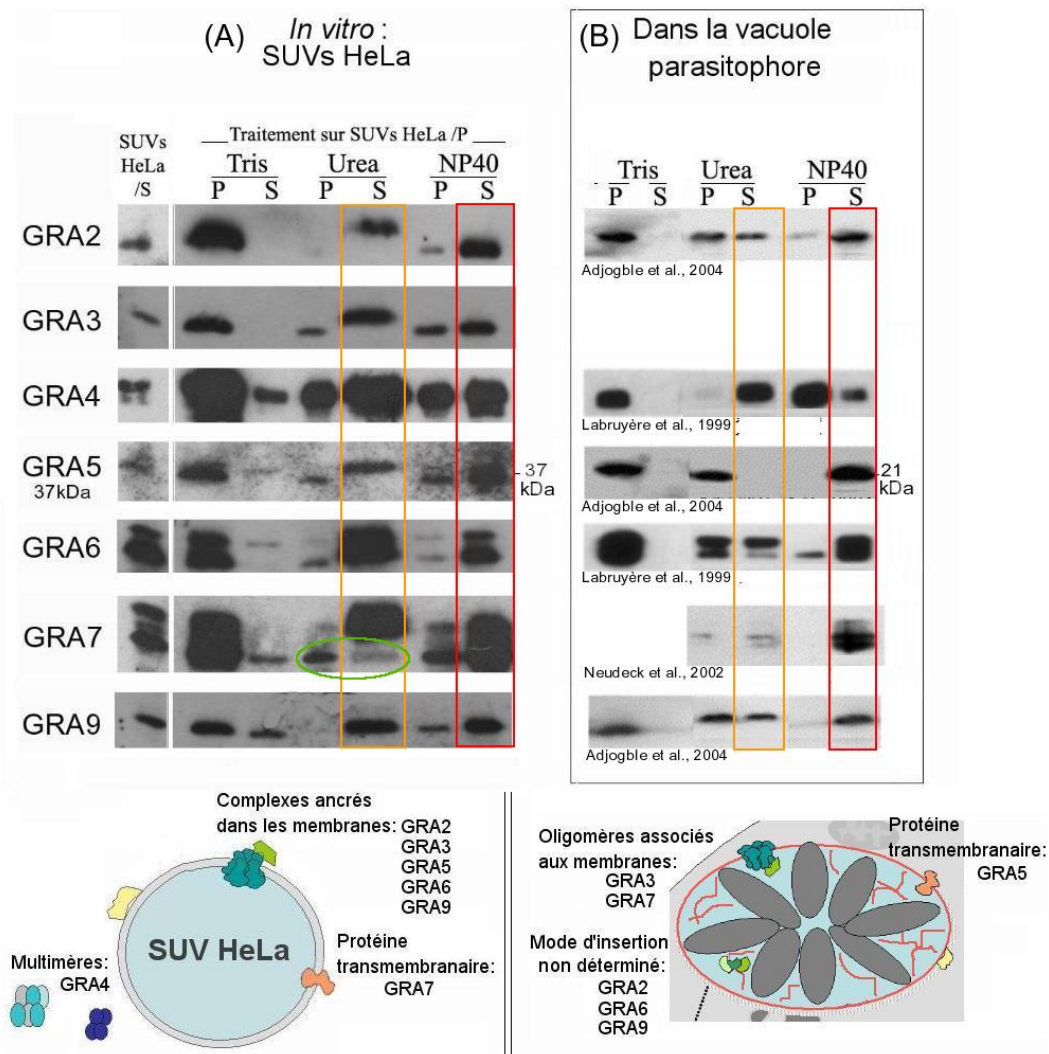 (A) In vitro :
SUVs HeLa
SUVs
HeLa
/S
Traitement sur SUVs HeLa /P
Tris Urea NP40
P S P S P S
GRA2
GRA3
GRA4
GRA5
37kDa
37
kDa
GRA6
GRA7
GRA9
(B) Dans la vacuole
parasitophore
Tris Urea NP40
P S P S P S
Adjogble et al., 2004
Labruyère et al., 1999
21
kDa
Adjogble et al., 2004
Labruyère et al., 1999
Neudeck et al., 2002
Adjogble et al., 2004
Complexes ancrés
dans les membranes: GRA2
GRA3
GRA5
GRA6
GRA9
SUV HeLa
Multimères:
GRA4
Protéine
transmembranaire:
GRA7
Oligomères associés
aux membranes:
GRA3
GRA7
Mode d'insertion
non déterminé:
GRA2
GRA6
GRA9
Protéine
transmembranaire:
GRA5